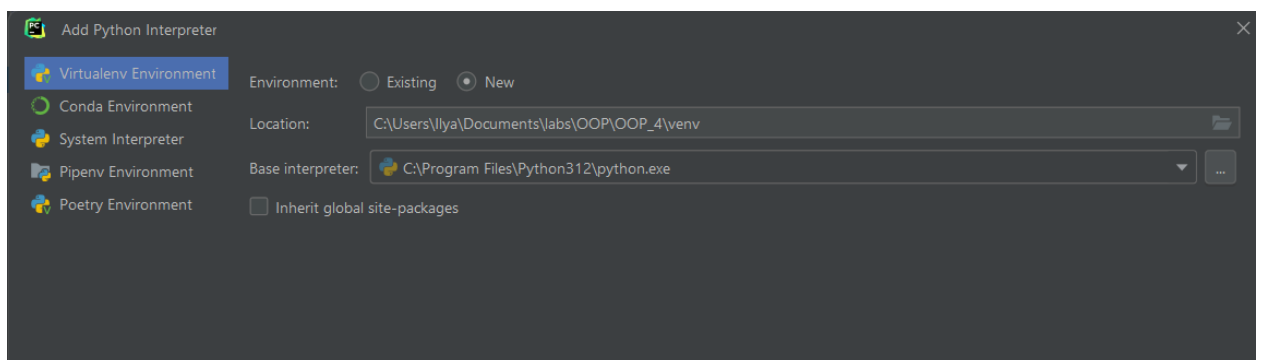 PC
Add Python Interpreter
Virtualenv Environment
Conda Environment
System Interpreter
Pipenv Environment
Poetry Environment
Environment: Existing New
Location: C:\Users\Ilya\Documents\labs\OOP\OOP_4\venv
Base interpreter: C:\Program Files\Python312\python.exe ...
Inherit global site-packages